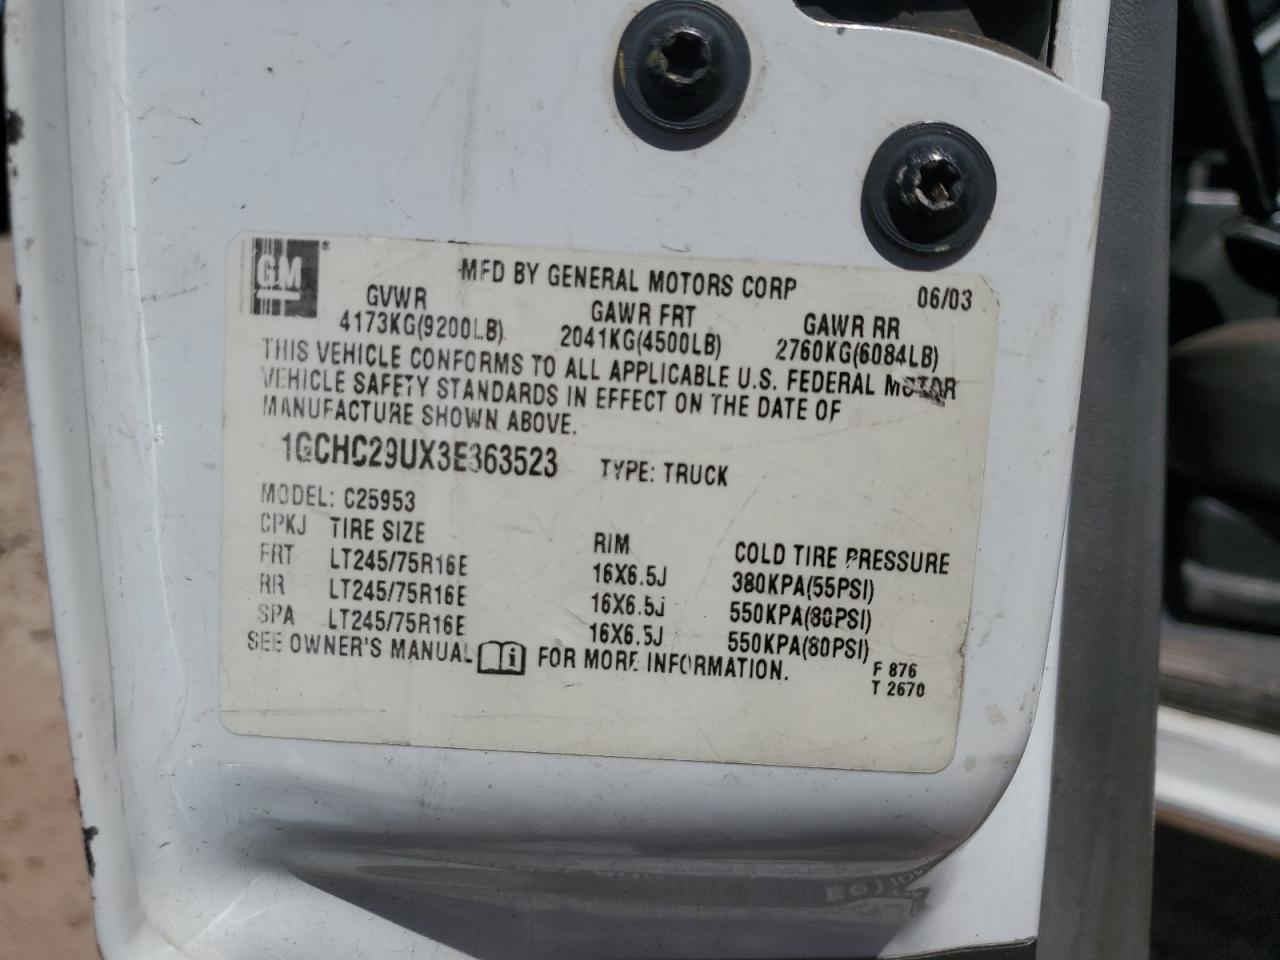 GM ®
MFD BY GENERAL MOTORS CORP 06/03
GVWR GAWR FRT GAWR RR
4173KG(9200LB) 2041KG(4500LB) 2760KG(6084LB)
THIS VEHICLE CONFORMS TO ALL APPLICABLE U.S. FEDERAL MOTOR
VEHICLE SAFETY STANDARDS IN EFFECT ON THE DATE OF
MANUFACTURE SHOWN ABOVE.
1GCHC29UX3E363523 TYPE: TRUCK
MODEL: C25953
CPKJ TIRE SIZE RIM COLD TIRE PRESSURE
FRT LT245/75R16E 16X6.5J 380KPA(55PSI)
RR LT245/75R16E 16X6.5J 550KPA(80PSI)
SPA LT245/75R16E 16X6.5J 550KPA(80PSI)
SEE OWNER'S MANUAL i FOR MORE INFORMATION.
F 876
T 2670